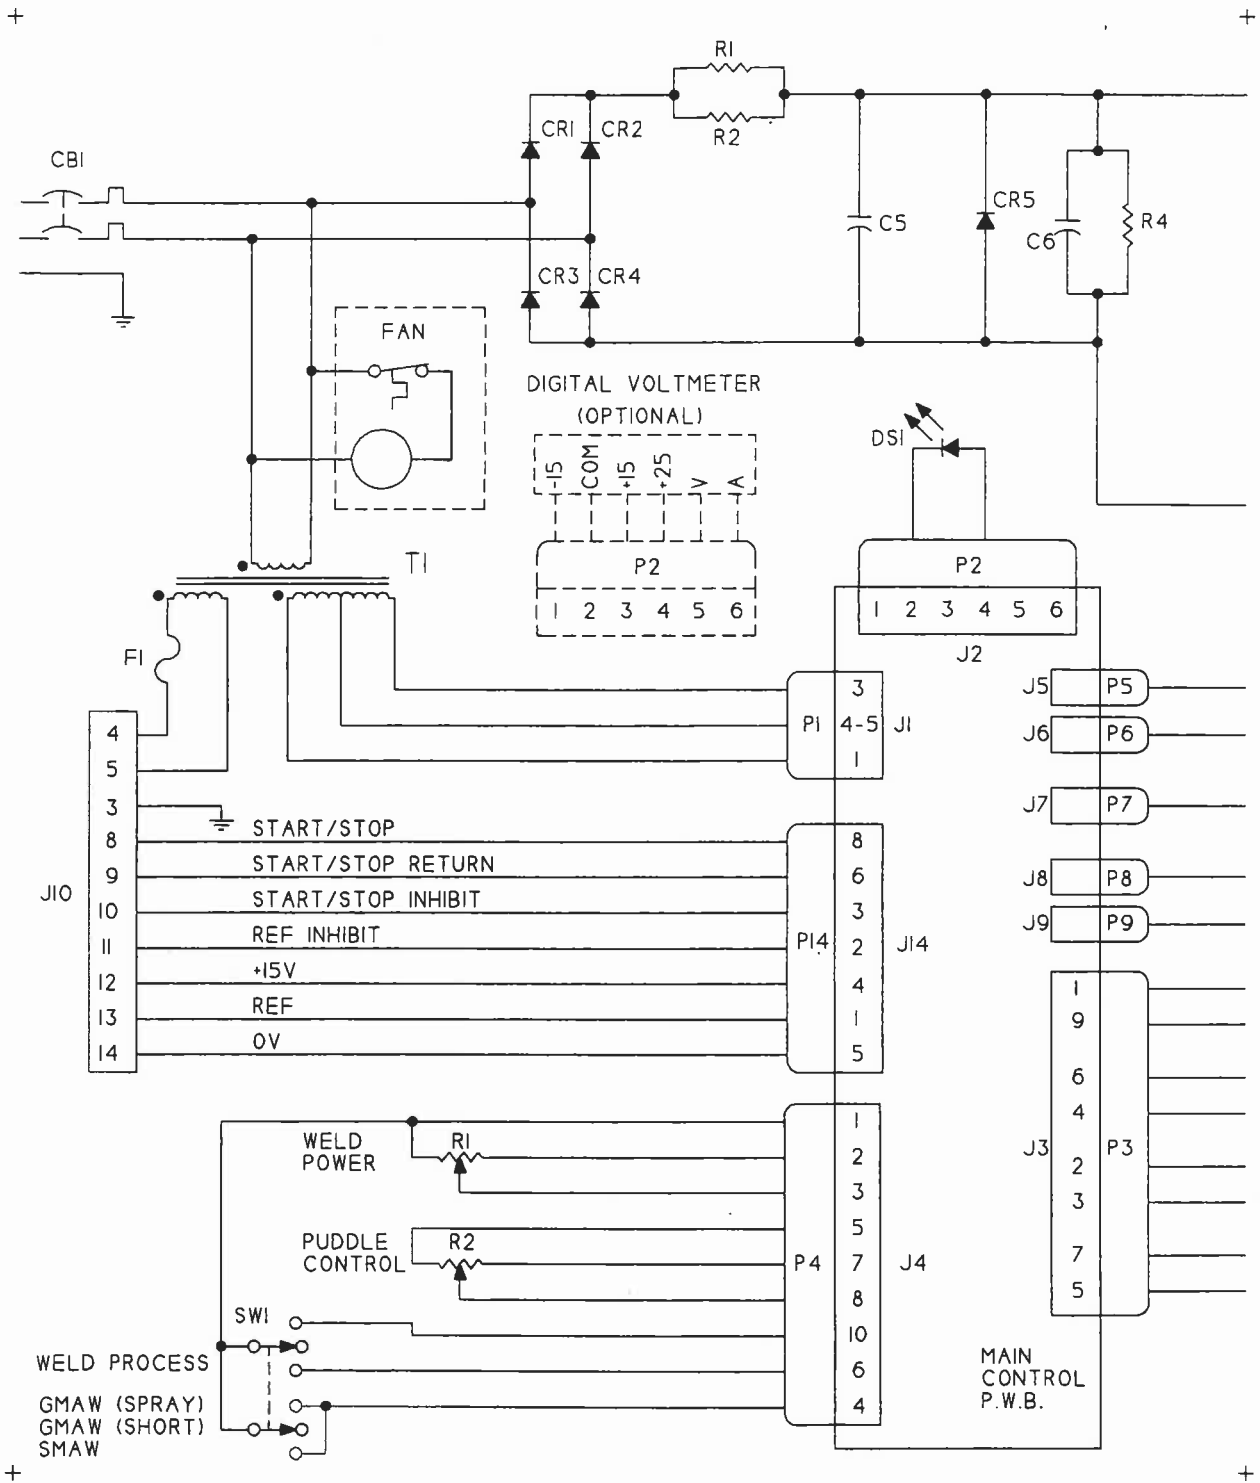 R1
R2
CR1 CR2
CB1
C5
CR5
C6
R4
CR3 CR4
FAN
DIGITAL VOLTMETER
(OPTIONAL)
-15
COM
+15
+25
V
A
DS1
T1
P2
1 2 3 4 5 6
P2
1 2 3 4 5 6
J2
F1
J5 P5
J6 P6
J7 P7
J8 P8
J9 P9
3
P1 4-5 J1
1
4
5
3
8
9
J10
10
11
12
13
14
START/STOP
START/STOP RETURN
START/STOP INHIBIT
REF INHIBIT
+15V
REF
0V
8
6
3
P14 2 J14
4
1
5
1
9
6
4
J3 P3
2
3
7
5
WELD
POWER
R1
PUDDLE
CONTROL
R2
1
2
3
5
P4 7 J4
8
10
6
4
SW1
WELD PROCESS
GMAW (SPRAY)
GMAW (SHORT)
SMAW
MAIN
CONTROL
P.W.B.